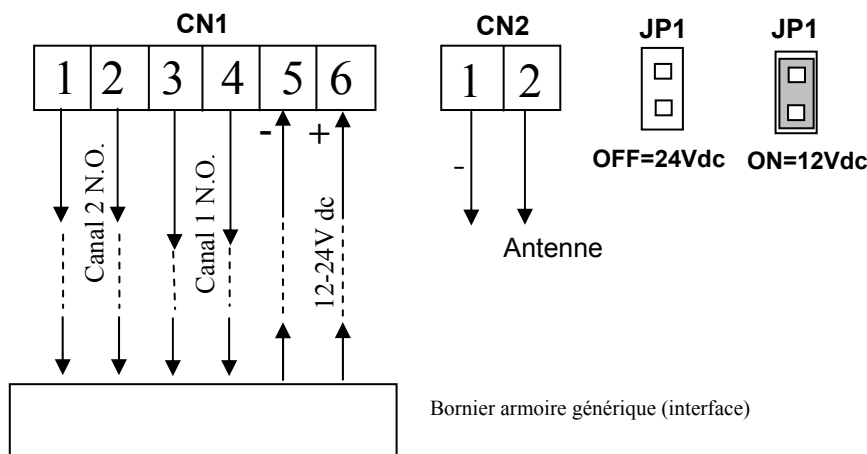 CN1
CN2
JP1
JP1
1 2 3 4 5 6
1 2
- +
-
Canal 2 N.O.
Canal 1 N.O.
12-24V dc
OFF=24Vdc
ON=12Vdc
Antenne
Bornier armoire générique (interface)